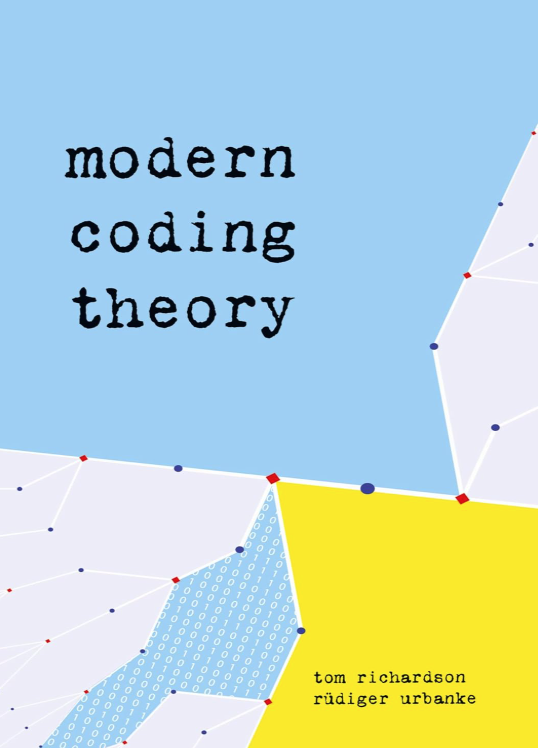 modern
coding
theory
tom richardson
rüdiger urbanke